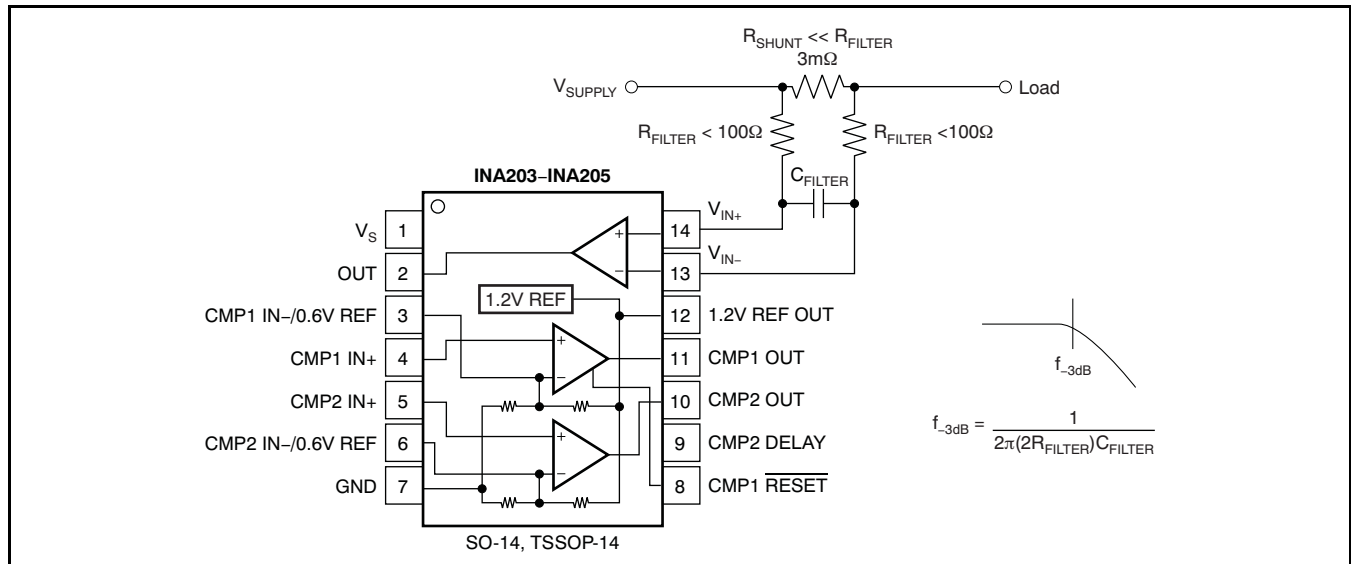 R_SHUNT << R_FILTER
3mΩ
V_SUPPLY
Load
R_FILTER < 100Ω
R_FILTER <100Ω
C_FILTER
INA203–INA205
V_IN+
V_IN–
V_S 1
OUT 2
CMP1 IN–/0.6V REF 3
CMP1 IN+ 4
CMP2 IN+ 5
CMP2 IN–/0.6V REF 6
GND 7
+
–
1.2V REF
+
–
+
–
14
13
12 1.2V REF OUT
11 CMP1 OUT
10 CMP2 OUT
9 CMP2 DELAY
8 CMP1 R̅E̅S̅E̅T̅
SO-14, TSSOP-14
f_–3dB
f_–3dB = 1
2π(2R_FILTER)C_FILTER